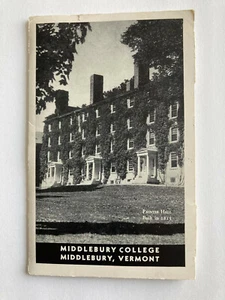 Painter Hall
Built in 1815
MIDDLEBURY COLLEGE
MIDDLEBURY, VERMONT